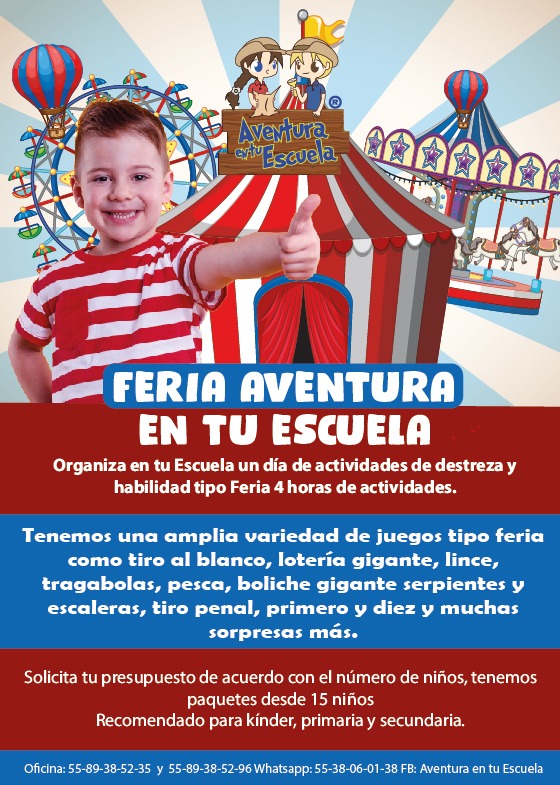 Aventura
en tu Escuela
®
FERIA AVENTURA
EN TU ESCUELA
Organiza en tu Escuela un día de actividades de destreza y
habilidad tipo Feria 4 horas de actividades.
Tenemos una amplia variedad de juegos tipo feria
como tiro al blanco, lotería gigante, lince,
tragabolas, pesca, boliche gigante serpientes y
escaleras, tiro penal, primero y diez y muchas
sorpresas más.
Solicita tu presupuesto de acuerdo con el número de niños, tenemos
paquetes desde 15 niños
Recomendado para kínder, primaria y secundaria.
Oficina: 55-89-38-52-35 y 55-89-38-52-96 Whatsapp: 55-38-06-01-38 FB: Aventura en tu Escuela